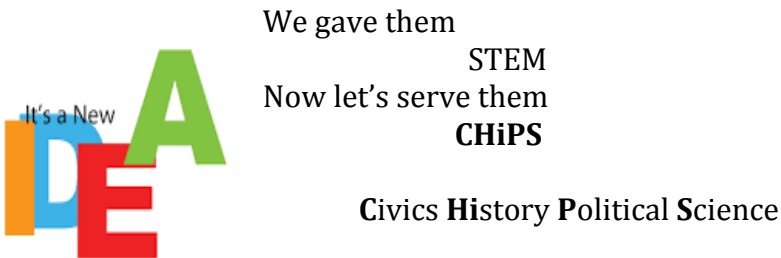 We gave them
STEM
Now let’s serve them
CHiPS
It's a New
IDEA
Civics History Political Science